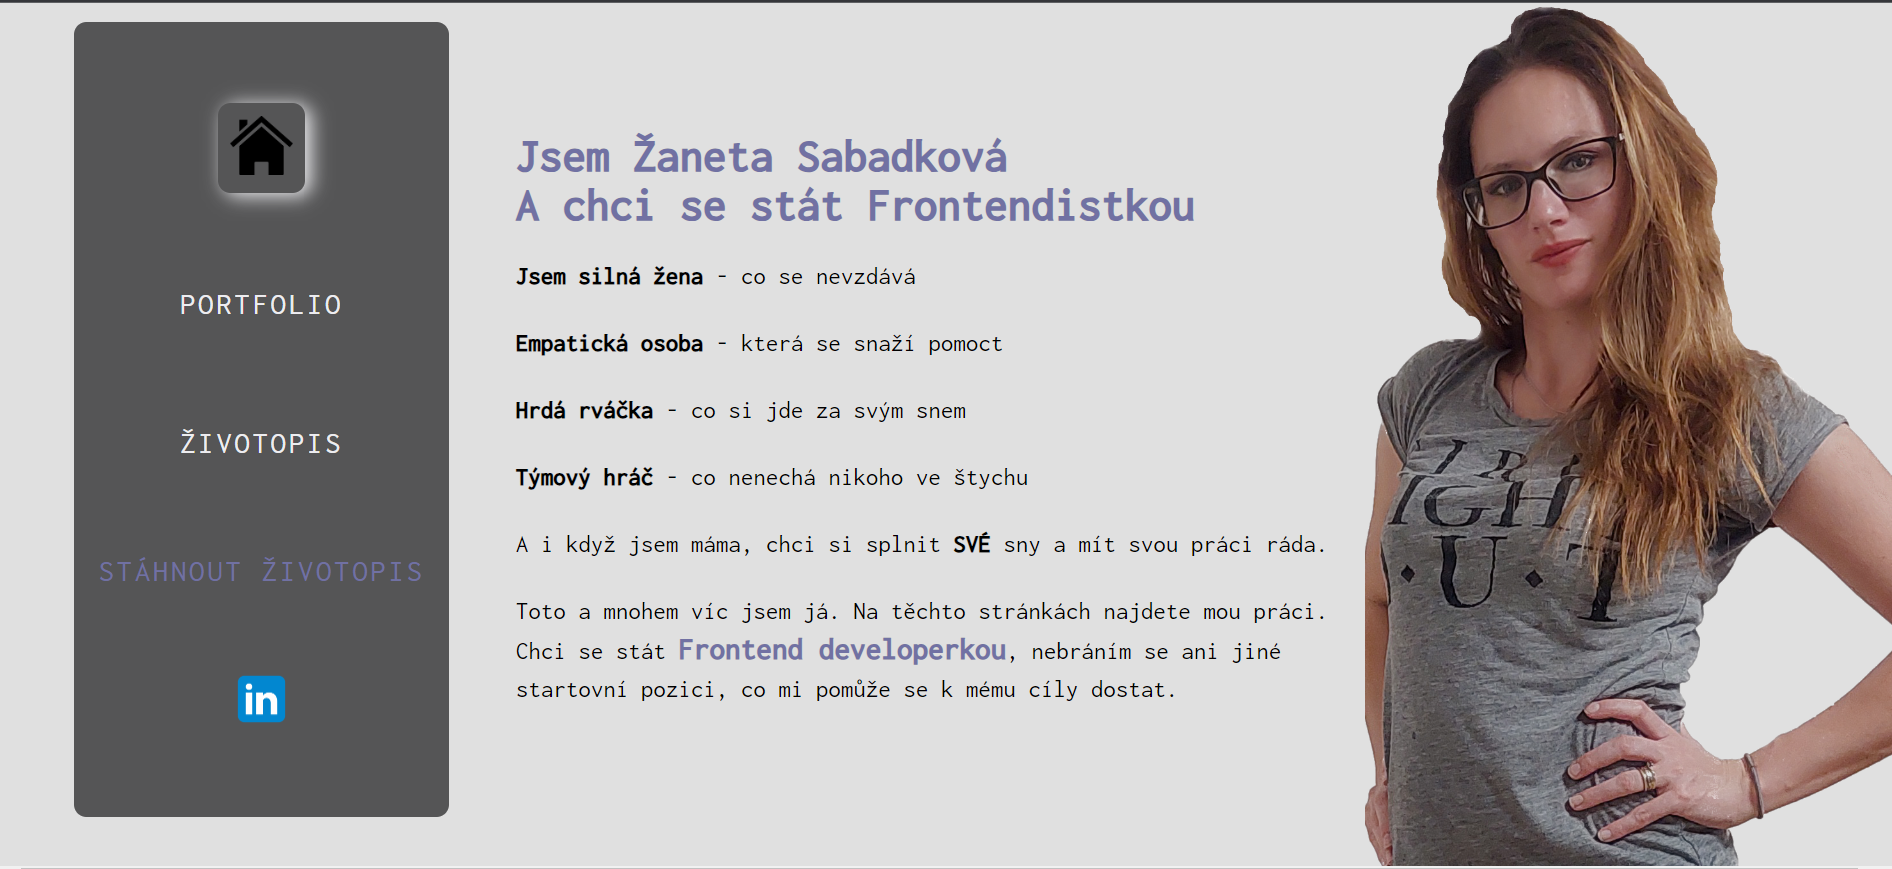 PORTFOLIO
ŽIVOTOPIS
STÁHNOUT ŽIVOTOPIS
in
Jsem Žaneta Sabadková
A chci se stát Frontendistkou
Jsem silná žena - co se nevzdává
Empatická osoba - která se snaží pomoct
Hrdá rváčka - co si jde za svým snem
Týmový hráč - co nenechá nikoho ve štychu
A i když jsem máma, chci si splnit SVÉ sny a mít svou práci ráda.
Toto a mnohem víc jsem já. Na těchto stránkách najdete mou práci.
Chci se stát Frontend developerkou, nebráním se ani jiné
startovní pozici, co mi pomůže se k mému cíly dostat.